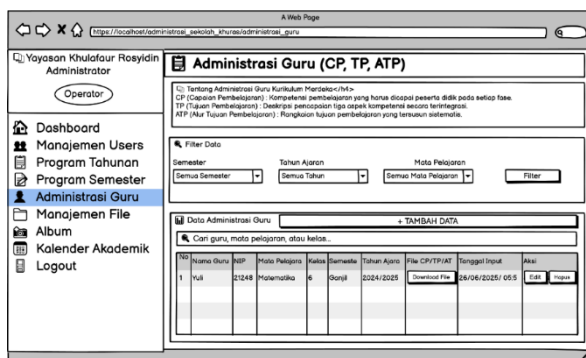 A Web Page
https://localhost/administrasi_sekolah_khuras/administrasi_guru
Yayasan Khulafaur Rosyidin
Administrator
Operator
Dashboard
Manajemen Users
Program Tahunan
Program Semester
Administrasi Guru
Manajemen File
Album
Kalender Akademik
Logout
Administrasi Guru (CP, TP, ATP)
Tentang Administrasi Guru Kurikulum Merdeka</h4>
CP (Capaian Pembelajaran) : Kompetensi pembelajaran yang harus dicapai peserta didik pada setiap fase.
TP (Tujuan Pembelajaran) : Deskripsi pencapaian tiga aspek kompetensi secara terintegrasi.
ATP (Alur Tujuan Pembelajaran) : Rangkaian tujuan pembelajaran yang tersusun sistematis.
Filter Data
Semester Tahun Ajaran Mata Pelajaran
Semua Semester Semua Tahun Semua Mata Pelajaran Filter
Data Administrasi Guru + TAMBAH DATA
Cari guru, mata pelajaran, atau kelas...
No Nama Guru NIP Mata Pelajara Kelas Semeste Tahun Ajara File CP/TP/AT Tanggal Input Aksi
1 Yuli 21248 Matematika 6 Ganjil 2024/2025 Download File 26/06/2025/ 05:5 Edit Hapus